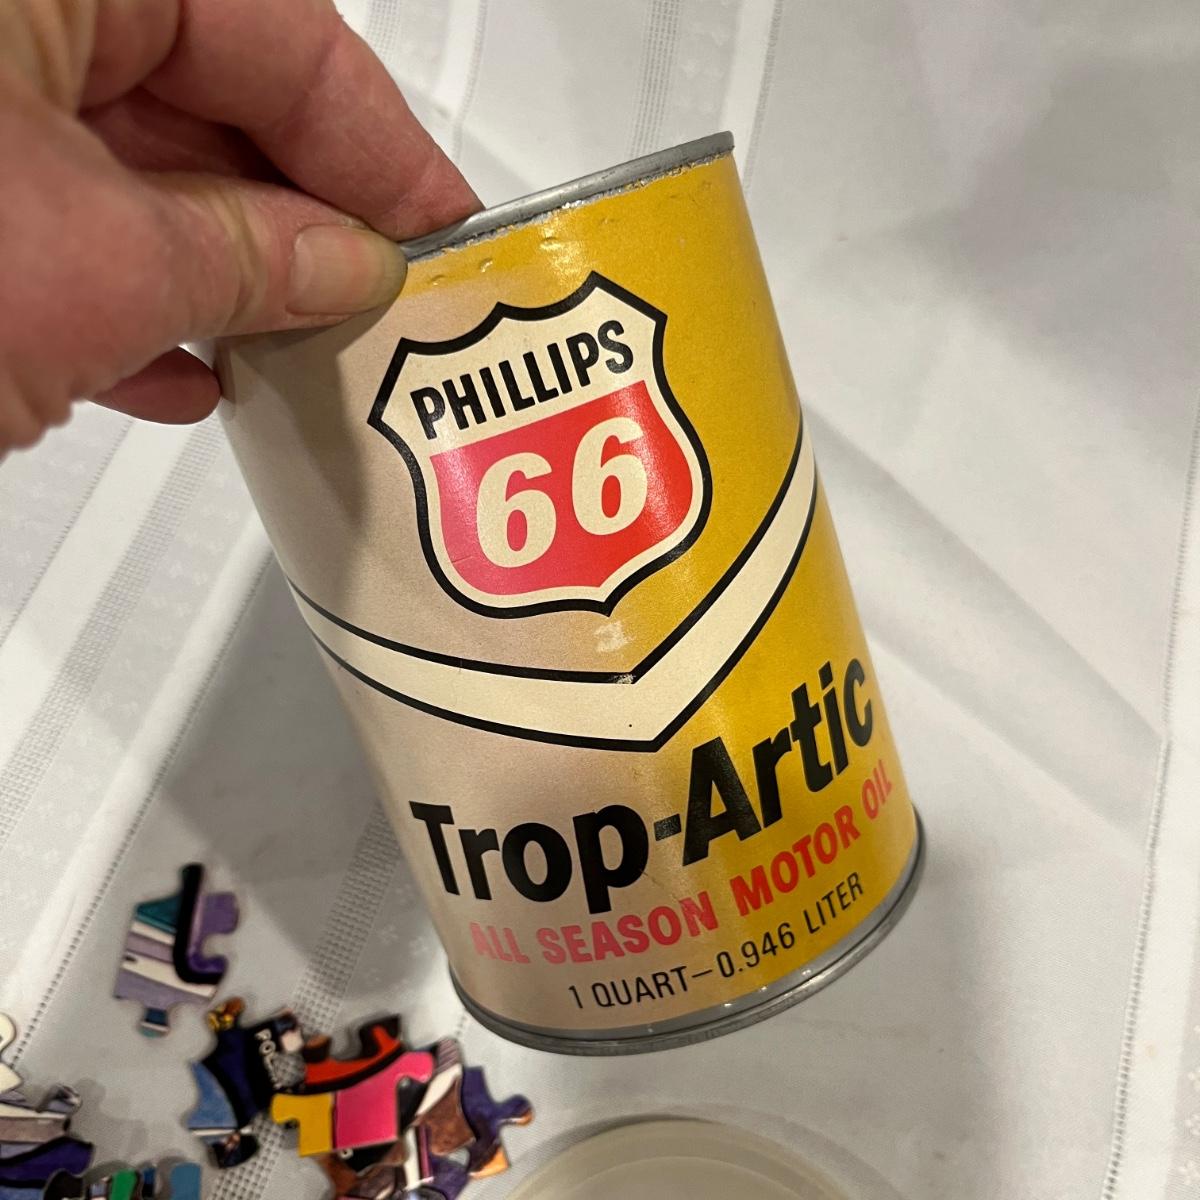 PHILLIPS
66
Trop-Artic
ALL SEASON MOTOR OIL
1 QUART–0.946 LITER